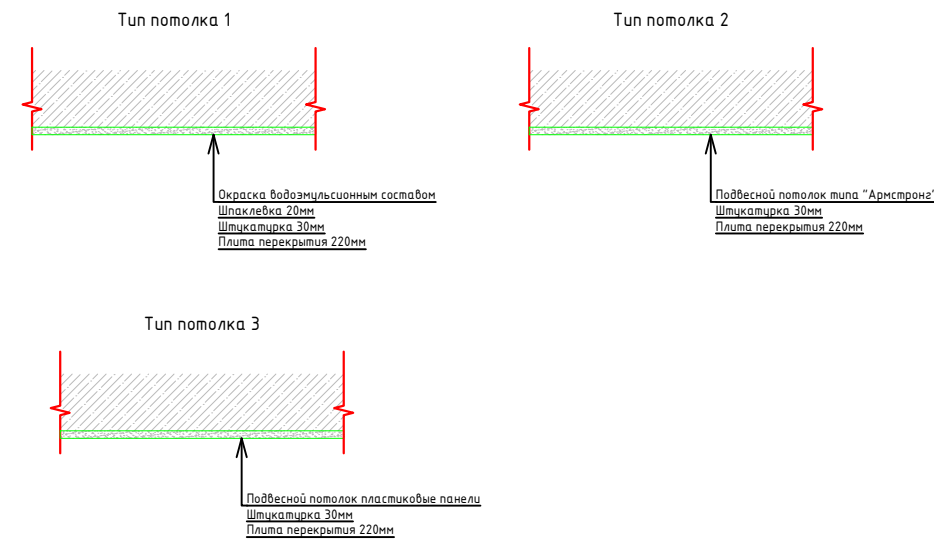 Тип потолка 1
Окраска водоэмульсионным составом
Шпаклевка 20мм
Штукатурка 30мм
Плита перекрытия 220мм
Тип потолка 2
Подвесной потолок типа "Армстронг"
Штукатурка 30мм
Плита перекрытия 220мм
Тип потолка 3
Подвесной потолок пластиковые панели
Штукатурка 30мм
Плита перекрытия 220мм